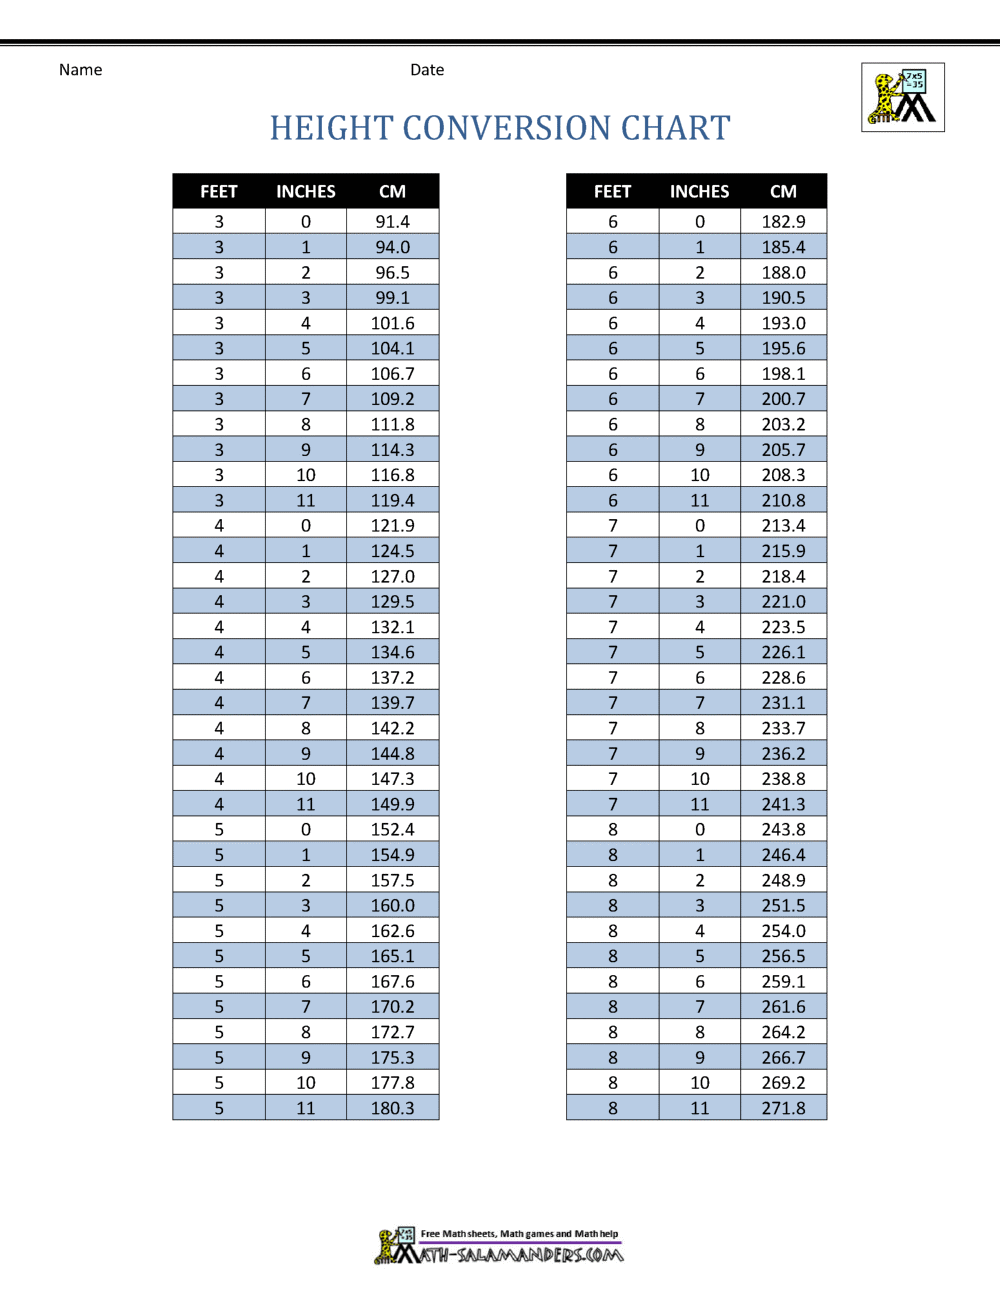 Name Date
7x5
=35
HEIGHT CONVERSION CHART
FEET INCHES CM
3 0 91.4
3 1 94.0
3 2 96.5
3 3 99.1
3 4 101.6
3 5 104.1
3 6 106.7
3 7 109.2
3 8 111.8
3 9 114.3
3 10 116.8
3 11 119.4
4 0 121.9
4 1 124.5
4 2 127.0
4 3 129.5
4 4 132.1
4 5 134.6
4 6 137.2
4 7 139.7
4 8 142.2
4 9 144.8
4 10 147.3
4 11 149.9
5 0 152.4
5 1 154.9
5 2 157.5
5 3 160.0
5 4 162.6
5 5 165.1
5 6 167.6
5 7 170.2
5 8 172.7
5 9 175.3
5 10 177.8
5 11 180.3
FEET INCHES CM
6 0 182.9
6 1 185.4
6 2 188.0
6 3 190.5
6 4 193.0
6 5 195.6
6 6 198.1
6 7 200.7
6 8 203.2
6 9 205.7
6 10 208.3
6 11 210.8
7 0 213.4
7 1 215.9
7 2 218.4
7 3 221.0
7 4 223.5
7 5 226.1
7 6 228.6
7 7 231.1
7 8 233.7
7 9 236.2
7 10 238.8
7 11 241.3
8 0 243.8
8 1 246.4
8 2 248.9
8 3 251.5
8 4 254.0
8 5 256.5
8 6 259.1
8 7 261.6
8 8 264.2
8 9 266.7
8 10 269.2
8 11 271.8
7x5
=35
Free Math sheets, Math games and Math help
MATH-SALAMANDERS.COM